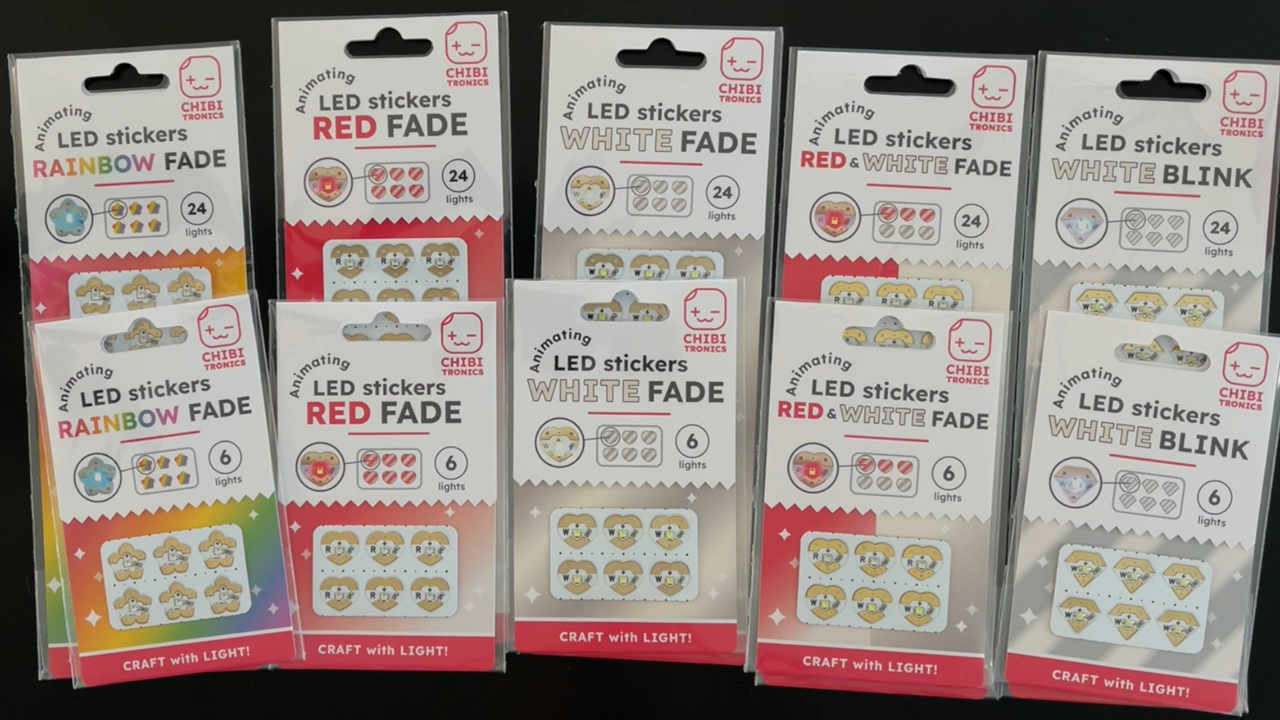 CHIBI
TRONICS
Animating
LED stickers
RAINBOW FADE
24
lights
CHIBI
TRONICS
Animating
LED stickers
RED FADE
24
lights
R R R
CHIBI
TRONICS
Animating
LED stickers
WHITE FADE
24
lights
W W W
CHIBI
TRONICS
Animating
LED stickers
RED & WHITE FADE
24
lights
R R R
CHIBI
TRONICS
Animating
LED stickers
WHITE BLINK
24
lights
W W W
CHIBI
TRONICS
Animating
LED stickers
RAINBOW FADE
6
lights
CRAFT with LIGHT!
CHIBI
TRONICS
Animating
LED stickers
RED FADE
6
lights
R R R
R R R
CRAFT with LIGHT!
CHIBI
TRONICS
Animating
LED stickers
WHITE FADE
6
lights
W W W
W W W
CRAFT with LIGHT!
CHIBI
TRONICS
Animating
LED stickers
RED & WHITE FADE
6
lights
R R R
W W W
CRAFT with LIGHT!
CHIBI
TRONICS
Animating
LED stickers
WHITE BLINK
6
lights
W W W
W W W
CRAFT with LIGHT!